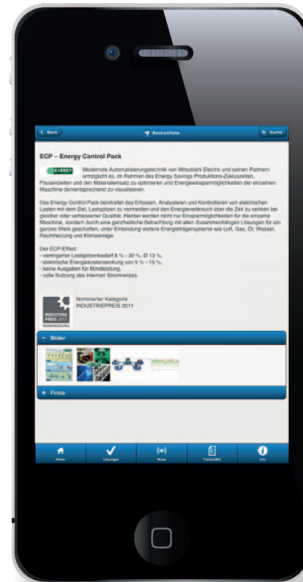 Back
Bestenliste
Suche
ECP – Energy Control Pack
Modernste Automatisierungstechnik von Mitsubishi Electric und seinen Partnern
ermöglicht es, im Rahmen des Energy Savings Produktions-Zykluszeiten,
Pausenzeiten und den Materialeinsatz zu optimieren und Energieeinsparmöglichkeiten der einzelnen
Maschine dementsprechend zu visualisieren.
Das Energy Control Pack beinhaltet das Erfassen, Analysieren und Kontrollieren von elektrischen
Lasten mit dem Ziel, Lastspitzen zu vermeiden und den Energieverbrauch über die Zeit zu senken bei
gleicher oder verbesserter Qualität. Hierbei werden nicht nur Einsparmöglichkeiten für die einzelne
Maschine, sondern durch eine ganzheitliche Betrachtung mit allen Zusammenhängen Lösungen für ein
ganzes Werk geschaffen, unter Einbindung weitere Energieträgersysteme wie Luft, Gas, Öl, Wasser,
Raumheizung und Klimaanlage.
Der ECP-Effekt:
- verringerter Lastspitzenbedarf 8 % - 30 %, Ø 13 %,
- elektrische Energiekostensenkung von 5 % - 15 %,
- keine Ausgaben für Blindleistung,
- volle Nutzung des internen Stromnetzes.
INDUSTRIE
PREIS 2011
Nominierter Kategorie
INDUSTRIEPREIS 2011
− Bilder
+ Firma
Home
Lösungen
News
Info